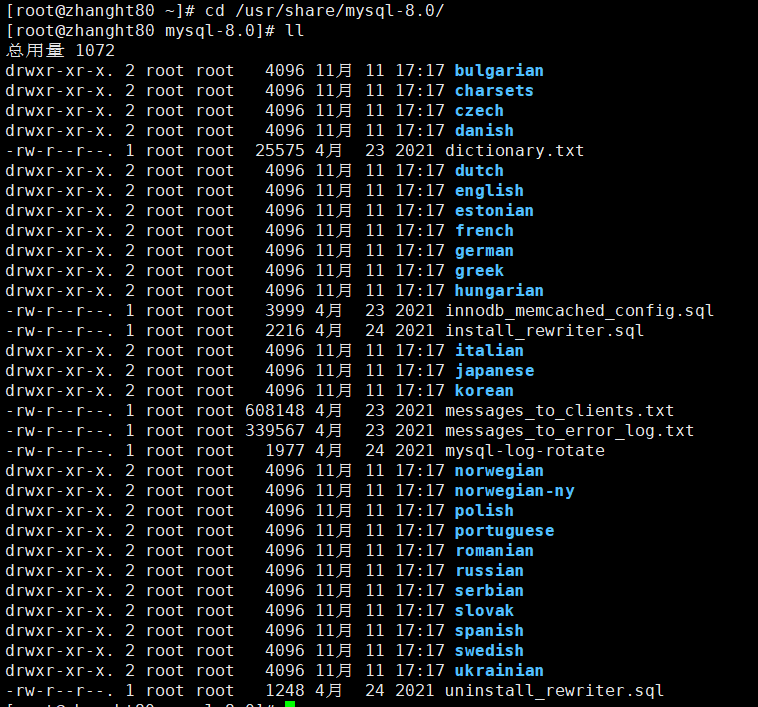 [root@zhanght80 ~]# cd /usr/share/mysql-8.0/
[root@zhanght80 mysql-8.0]# ll
总用量 1072
drwxr-xr-x. 2 root root   4096 11月 11 17:17 bulgarian
drwxr-xr-x. 2 root root   4096 11月 11 17:17 charsets
drwxr-xr-x. 2 root root   4096 11月 11 17:17 czech
drwxr-xr-x. 2 root root   4096 11月 11 17:17 danish
-rw-r--r--. 1 root root  25575 4月  23 2021 dictionary.txt
drwxr-xr-x. 2 root root   4096 11月 11 17:17 dutch
drwxr-xr-x. 2 root root   4096 11月 11 17:17 english
drwxr-xr-x. 2 root root   4096 11月 11 17:17 estonian
drwxr-xr-x. 2 root root   4096 11月 11 17:17 french
drwxr-xr-x. 2 root root   4096 11月 11 17:17 german
drwxr-xr-x. 2 root root   4096 11月 11 17:17 greek
drwxr-xr-x. 2 root root   4096 11月 11 17:17 hungarian
-rw-r--r--. 1 root root   3999 4月  23 2021 innodb_memcached_config.sql
-rw-r--r--. 1 root root   2216 4月  24 2021 install_rewriter.sql
drwxr-xr-x. 2 root root   4096 11月 11 17:17 italian
drwxr-xr-x. 2 root root   4096 11月 11 17:17 japanese
drwxr-xr-x. 2 root root   4096 11月 11 17:17 korean
-rw-r--r--. 1 root root 608148 4月  23 2021 messages_to_clients.txt
-rw-r--r--. 1 root root 339567 4月  23 2021 messages_to_error_log.txt
-rw-r--r--. 1 root root   1977 4月  24 2021 mysql-log-rotate
drwxr-xr-x. 2 root root   4096 11月 11 17:17 norwegian
drwxr-xr-x. 2 root root   4096 11月 11 17:17 norwegian-ny
drwxr-xr-x. 2 root root   4096 11月 11 17:17 polish
drwxr-xr-x. 2 root root   4096 11月 11 17:17 portuguese
drwxr-xr-x. 2 root root   4096 11月 11 17:17 romanian
drwxr-xr-x. 2 root root   4096 11月 11 17:17 russian
drwxr-xr-x. 2 root root   4096 11月 11 17:17 serbian
drwxr-xr-x. 2 root root   4096 11月 11 17:17 slovak
drwxr-xr-x. 2 root root   4096 11月 11 17:17 spanish
drwxr-xr-x. 2 root root   4096 11月 11 17:17 swedish
drwxr-xr-x. 2 root root   4096 11月 11 17:17 ukrainian
-rw-r--r--. 1 root root   1248 4月  24 2021 uninstall_rewriter.sql
[root@zhanght80 mysql-8.0]#